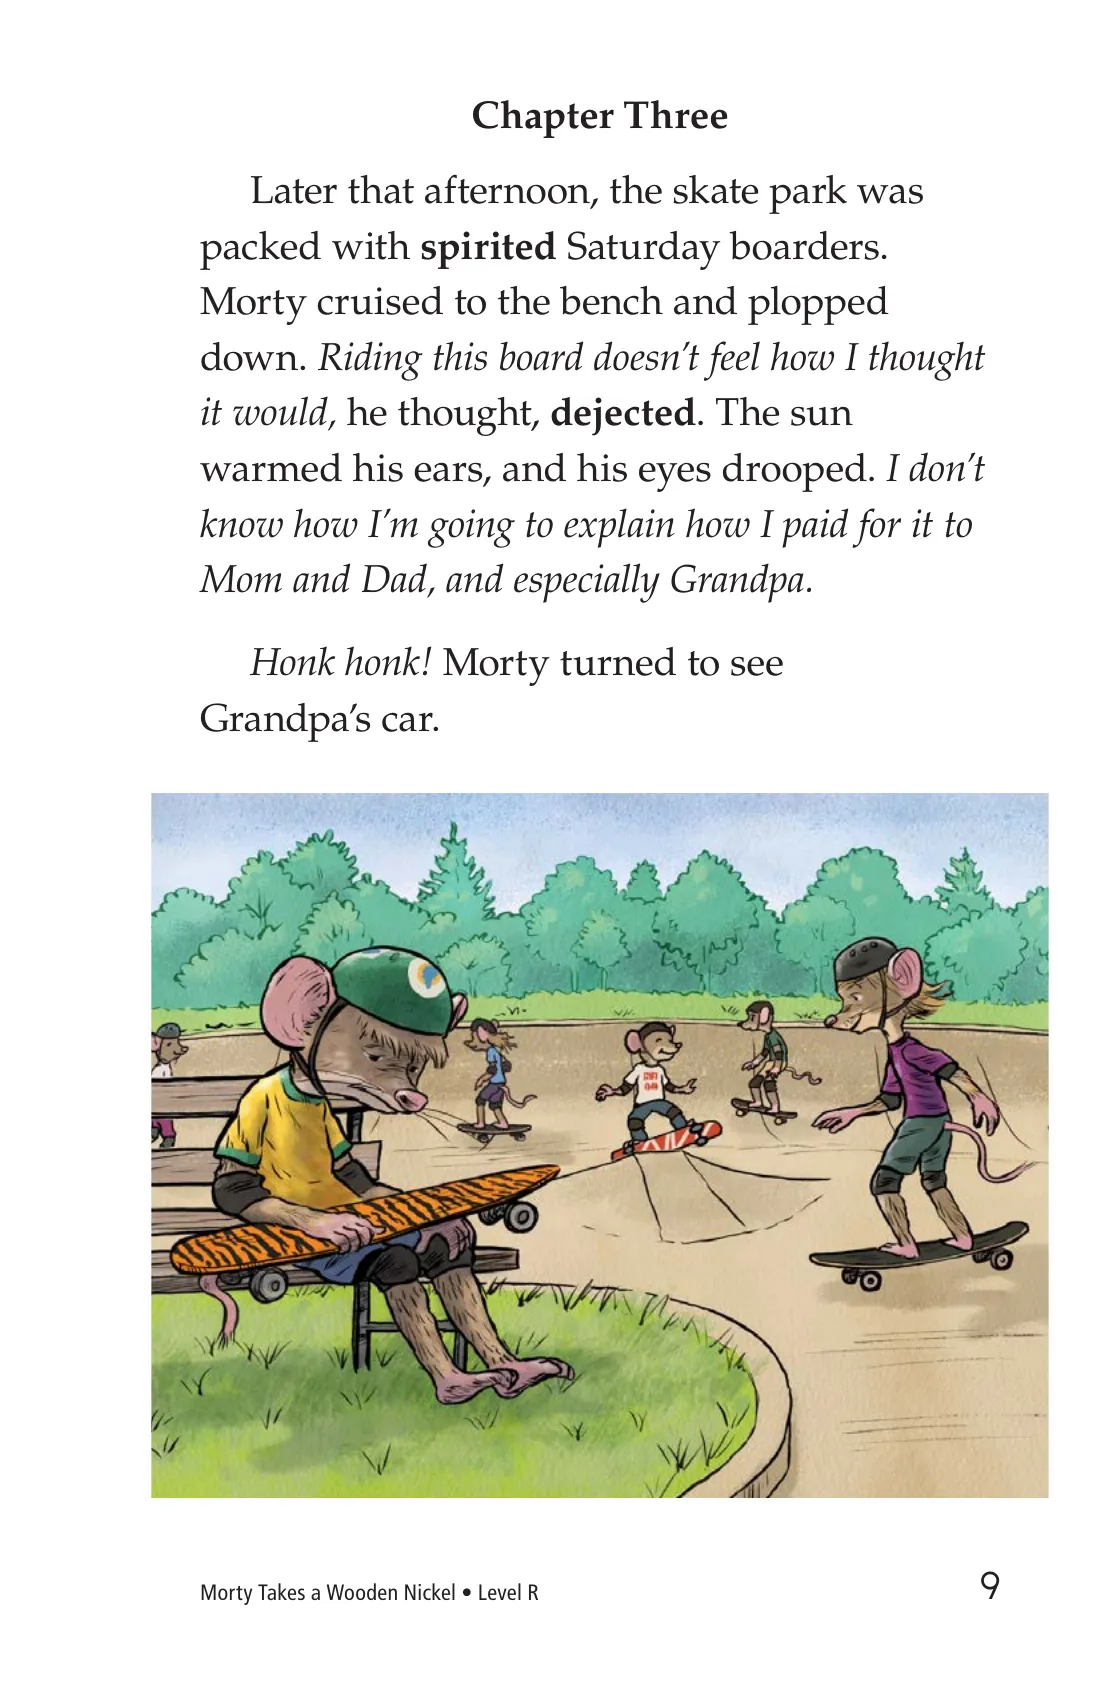 Chapter Three
Later that afternoon, the skate park was
packed with spirited Saturday boarders.
Morty cruised to the bench and plopped
down. Riding this board doesn’t feel how I thought
it would, he thought, dejected. The sun
warmed his ears, and his eyes drooped. I don’t
know how I’m going to explain how I paid for it to
Mom and Dad, and especially Grandpa.
Honk honk! Morty turned to see
Grandpa’s car.
Morty Takes a Wooden Nickel • Level R
9